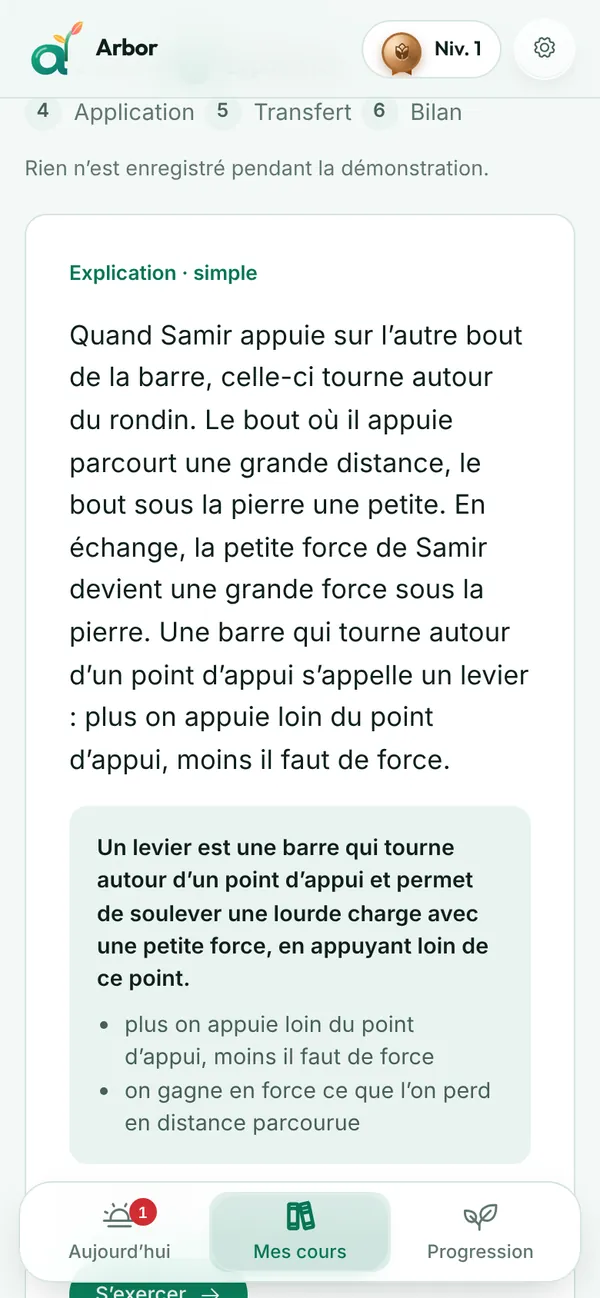 Arbor
Niv. 1
4 Application 5 Transfert 6 Bilan
Rien n’est enregistré pendant la démonstration.
Explication · simple
Quand Samir appuie sur l’autre bout
de la barre, celle-ci tourne autour
du rondin. Le bout où il appuie
parcourt une grande distance, le
bout sous la pierre une petite. En
échange, la petite force de Samir
devient une grande force sous la
pierre. Une barre qui tourne autour
d’un point d’appui s’appelle un levier
: plus on appuie loin du point
d’appui, moins il faut de force.
Un levier est une barre qui tourne
autour d’un point d’appui et permet
de soulever une lourde charge avec
une petite force, en appuyant loin de
ce point.
• plus on appuie loin du point
d’appui, moins il faut de force
• on gagne en force ce que l’on perd
en distance parcourue
1
Aujourd’hui Mes cours Progression
S’exercer →